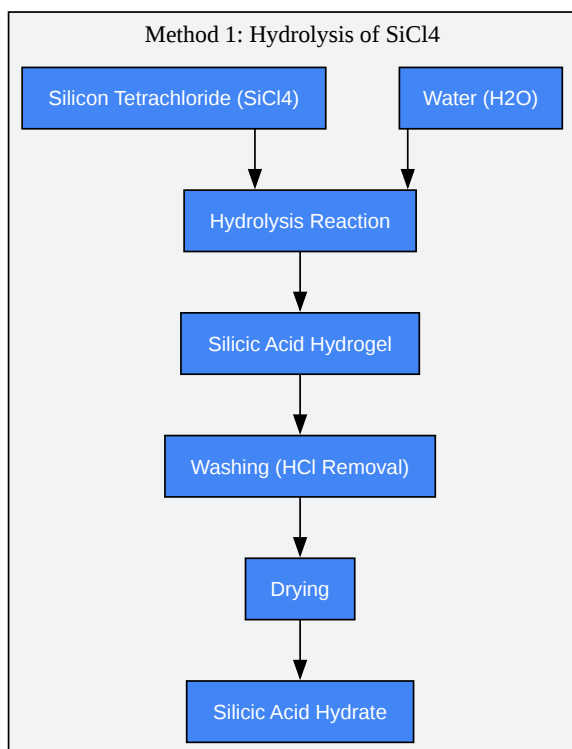 Method 1: Hydrolysis of SiCl4
Silicon Tetrachloride (SiCl4)
Water (H2O)
Hydrolysis Reaction
Silicic Acid Hydrogel
Washing (HCl Removal)
Drying
Silicic Acid Hydrate